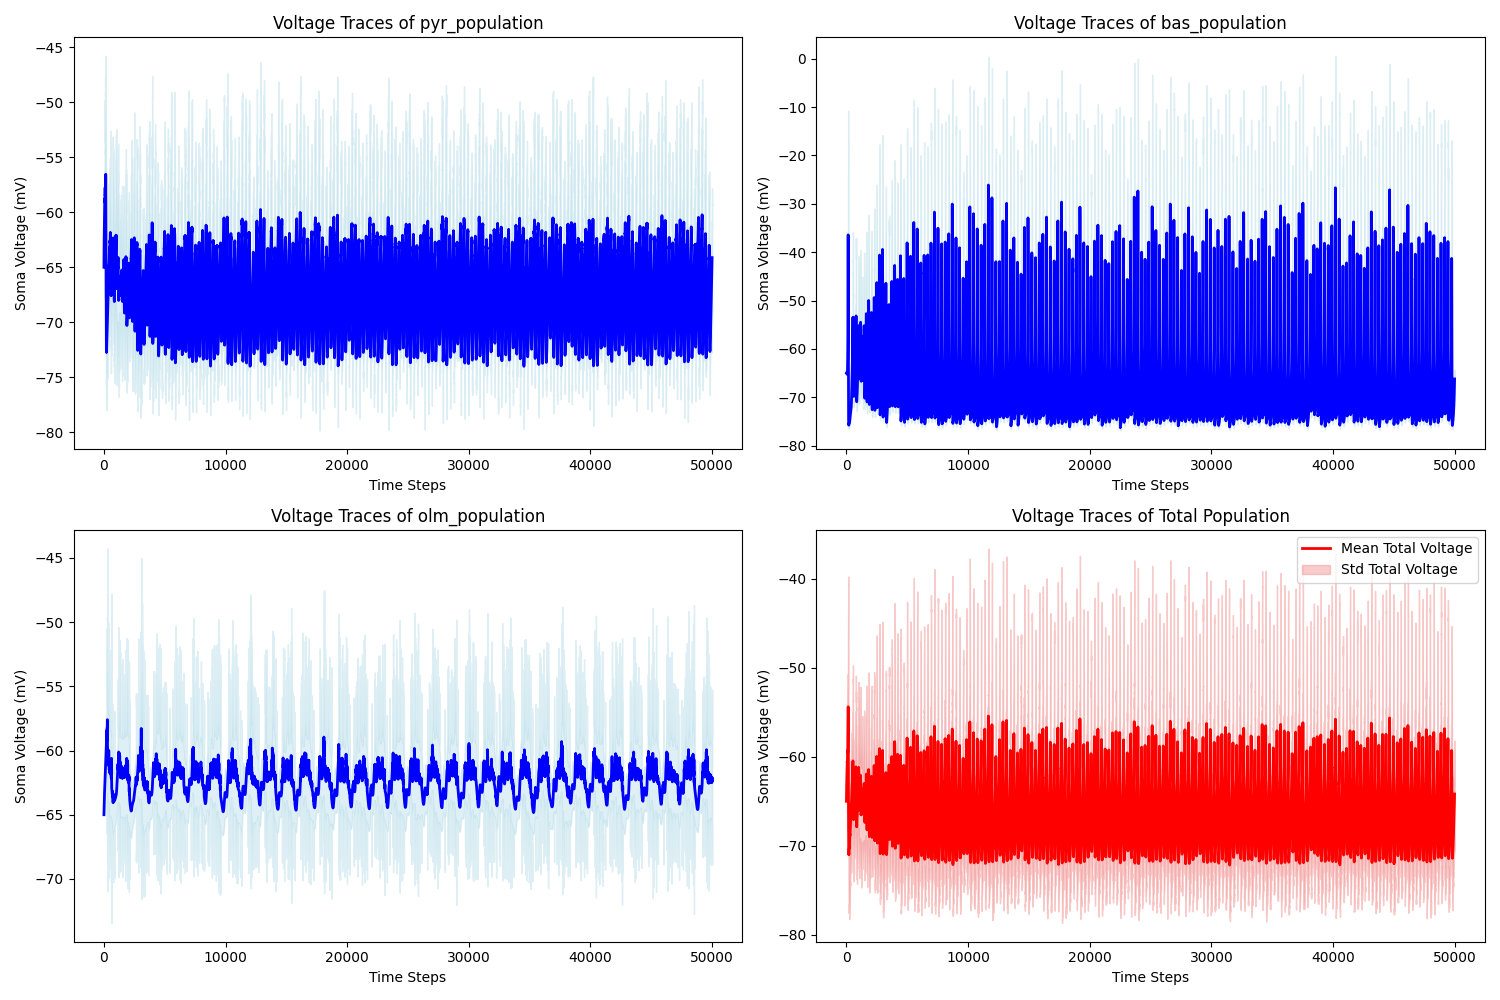 Voltage Traces of pyr_population
Soma Voltage (mV)
−45
−50
−55
−60
−65
−70
−75
−80
0 10000 20000 30000 40000 50000
Time Steps
Voltage Traces of bas_population
Soma Voltage (mV)
0
−10
−20
−30
−40
−50
−60
−70
−80
0 10000 20000 30000 40000 50000
Time Steps
Voltage Traces of olm_population
Soma Voltage (mV)
−45
−50
−55
−60
−65
−70
0 10000 20000 30000 40000 50000
Time Steps
Voltage Traces of Total Population
Mean Total Voltage
Std Total Voltage
Soma Voltage (mV)
−40
−50
−60
−70
−80
0 10000 20000 30000 40000 50000
Time Steps